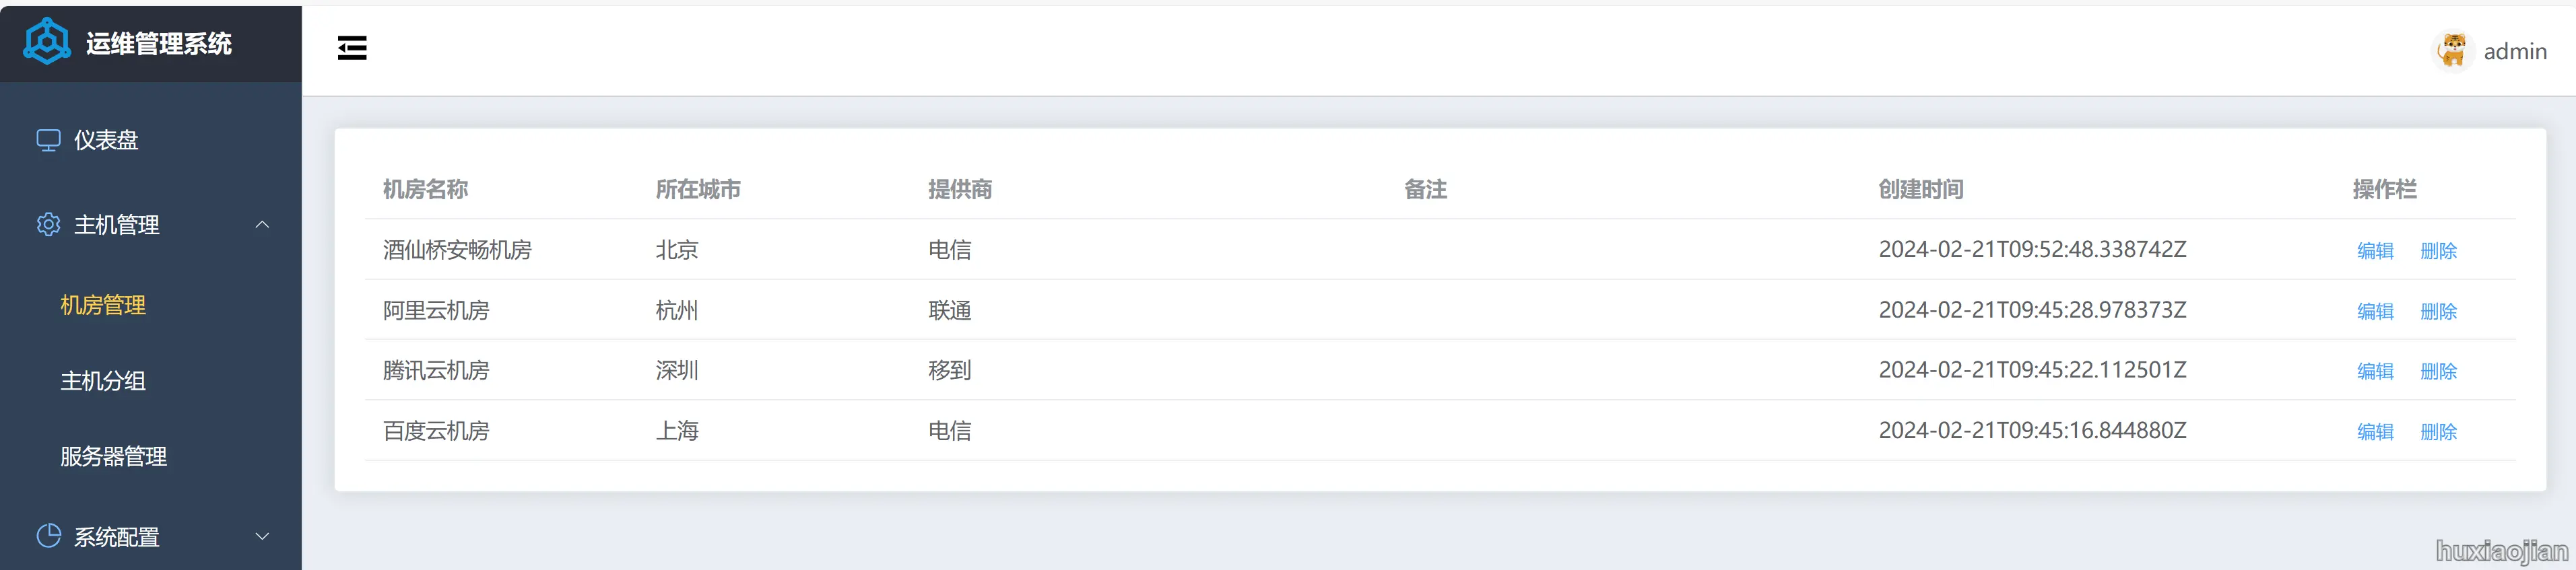 运维管理系统
admin
仪表盘
主机管理
机房管理
主机分组
服务器管理
系统配置
机房名称 所在城市 提供商 备注 创建时间 操作栏
酒仙桥安畅机房 北京 电信 2024-02-21T09:52:48.338742Z 编辑 删除
阿里云机房 杭州 联通 2024-02-21T09:45:28.978373Z 编辑 删除
腾讯云机房 深圳 移到 2024-02-21T09:45:22.112501Z 编辑 删除
百度云机房 上海 电信 2024-02-21T09:45:16.844880Z 编辑 删除
huxiaojian